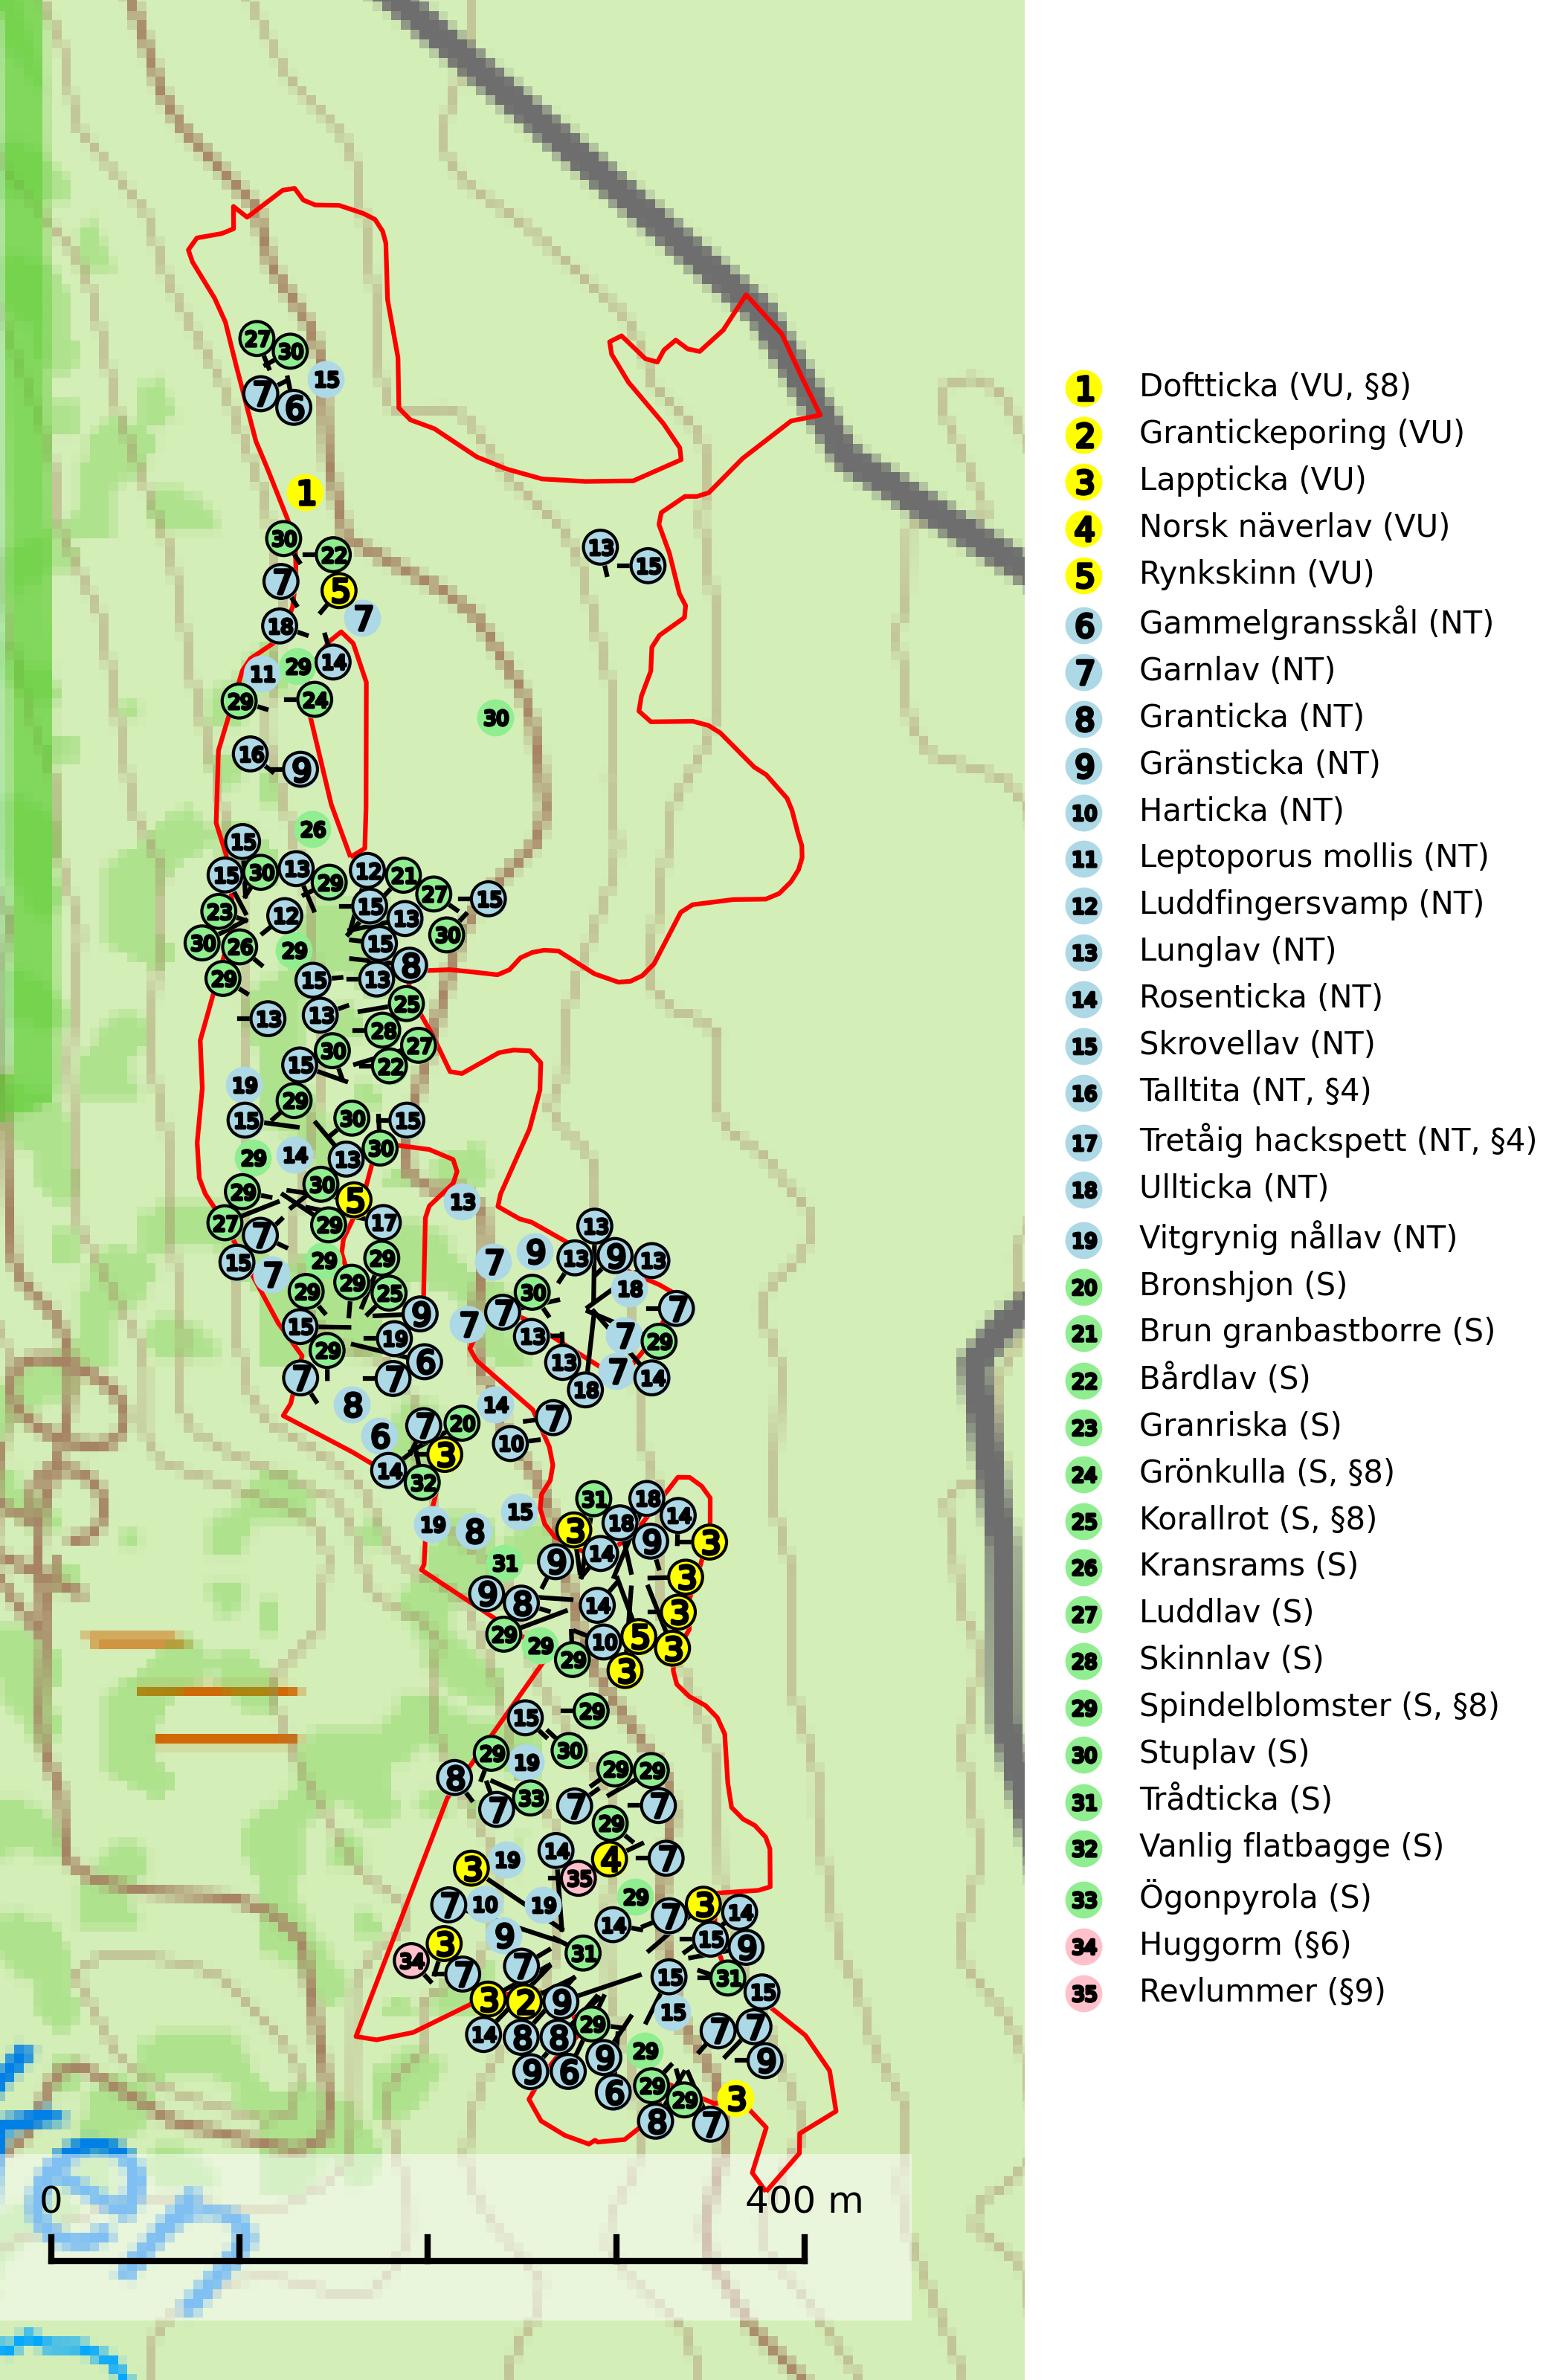 1 Doftticka (VU, §8)
2 Grantickeporing (VU)
3 Lappticka (VU)
4 Norsk näverlav (VU)
5 Rynkskinn (VU)
6 Gammelgransskål (NT)
7 Garnlav (NT)
8 Granticka (NT)
9 Gränsticka (NT)
10 Harticka (NT)
11 Leptoporus mollis (NT)
12 Luddfingersvamp (NT)
13 Lunglav (NT)
14 Rosenticka (NT)
15 Skrovellav (NT)
16 Talltita (NT, §4)
17 Tretåig hackspett (NT, §4)
18 Ullticka (NT)
19 Vitgrynig nållav (NT)
20 Bronshjon (S)
21 Brun granbastborre (S)
22 Bårdlav (S)
23 Granriska (S)
24 Grönkulla (S, §8)
25 Korallrot (S, §8)
26 Kransrams (S)
27 Luddlav (S)
28 Skinnlav (S)
29 Spindelblomster (S, §8)
30 Stuplav (S)
31 Trådticka (S)
32 Vanlig flatbagge (S)
33 Ögonpyrola (S)
34 Huggorm (§6)
35 Revlummer (§9)
0 400 m